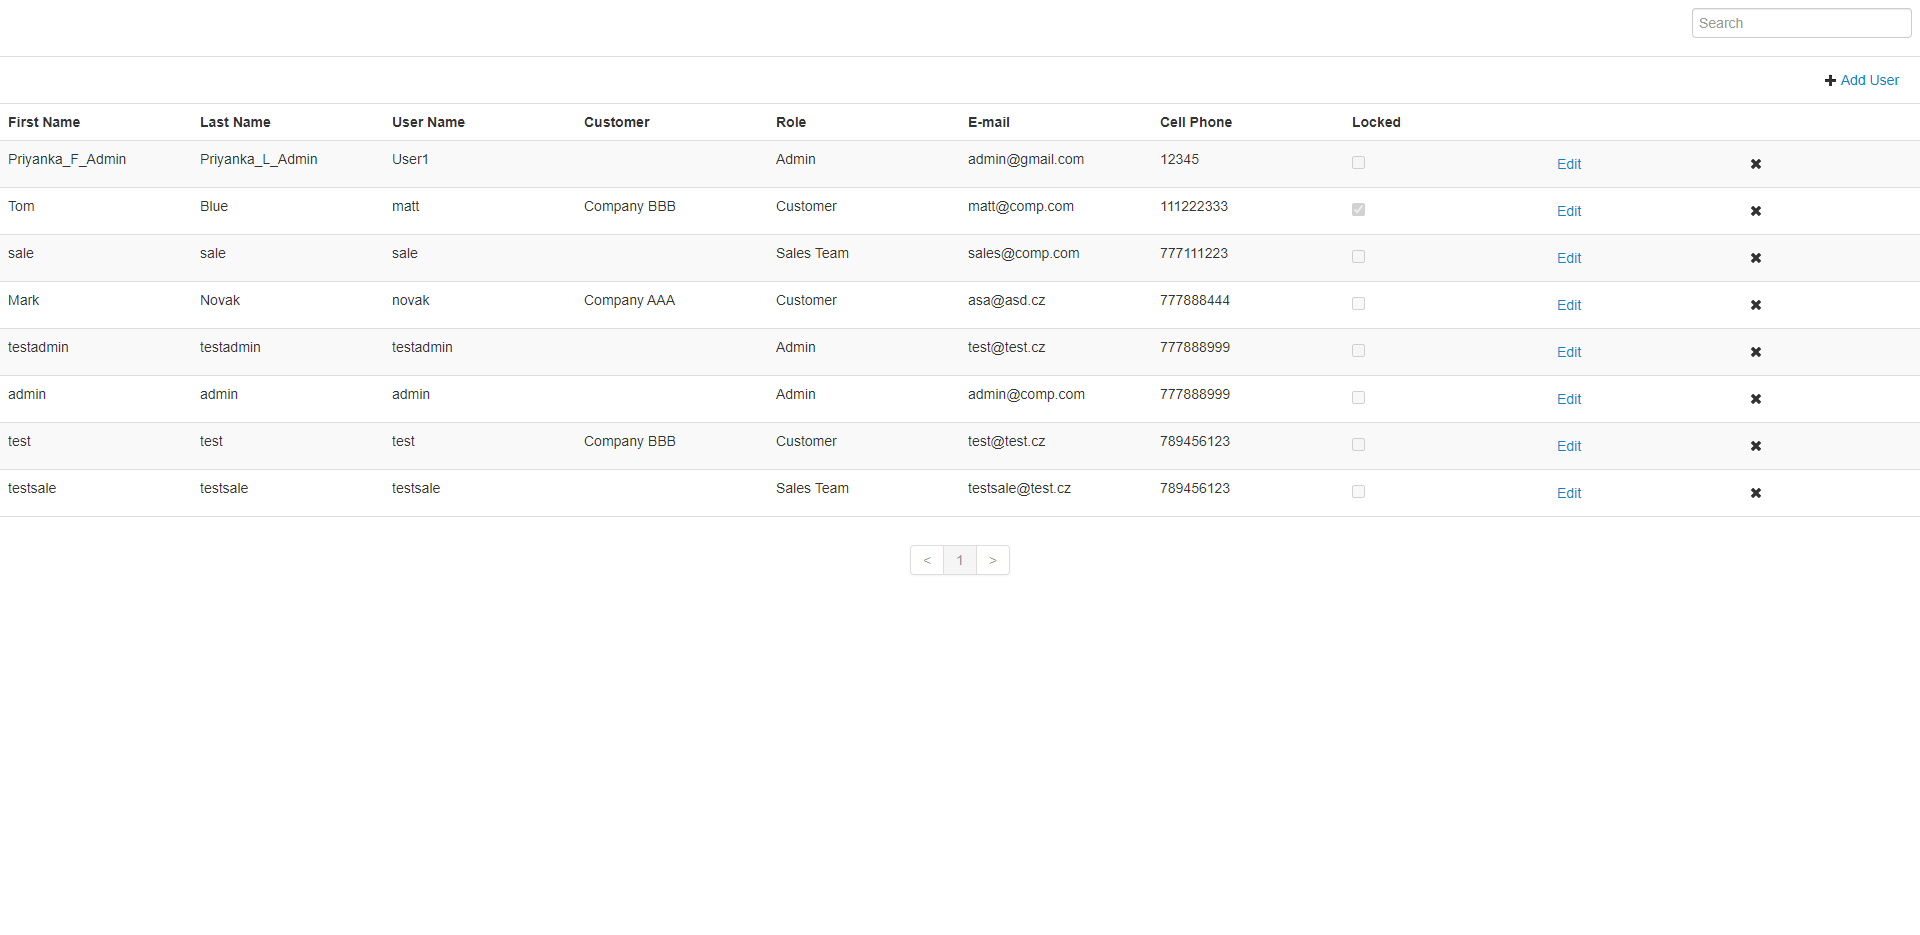 Search
Add User
First Name Last Name User Name Customer Role E-mail Cell Phone Locked
Priyanka_F_Admin Priyanka_L_Admin User1 Admin admin@gmail.com 12345 Edit
Tom Blue matt Company BBB Customer matt@comp.com 111222333 Edit
sale sale sale Sales Team sales@comp.com 777111223 Edit
Mark Novak novak Company AAA Customer asa@asd.cz 777888444 Edit
testadmin testadmin testadmin Admin test@test.cz 777888999 Edit
admin admin admin Admin admin@comp.com 777888999 Edit
test test test Company BBB Customer test@test.cz 789456123 Edit
testsale testsale testsale Sales Team testsale@test.cz 789456123 Edit
< 1 >